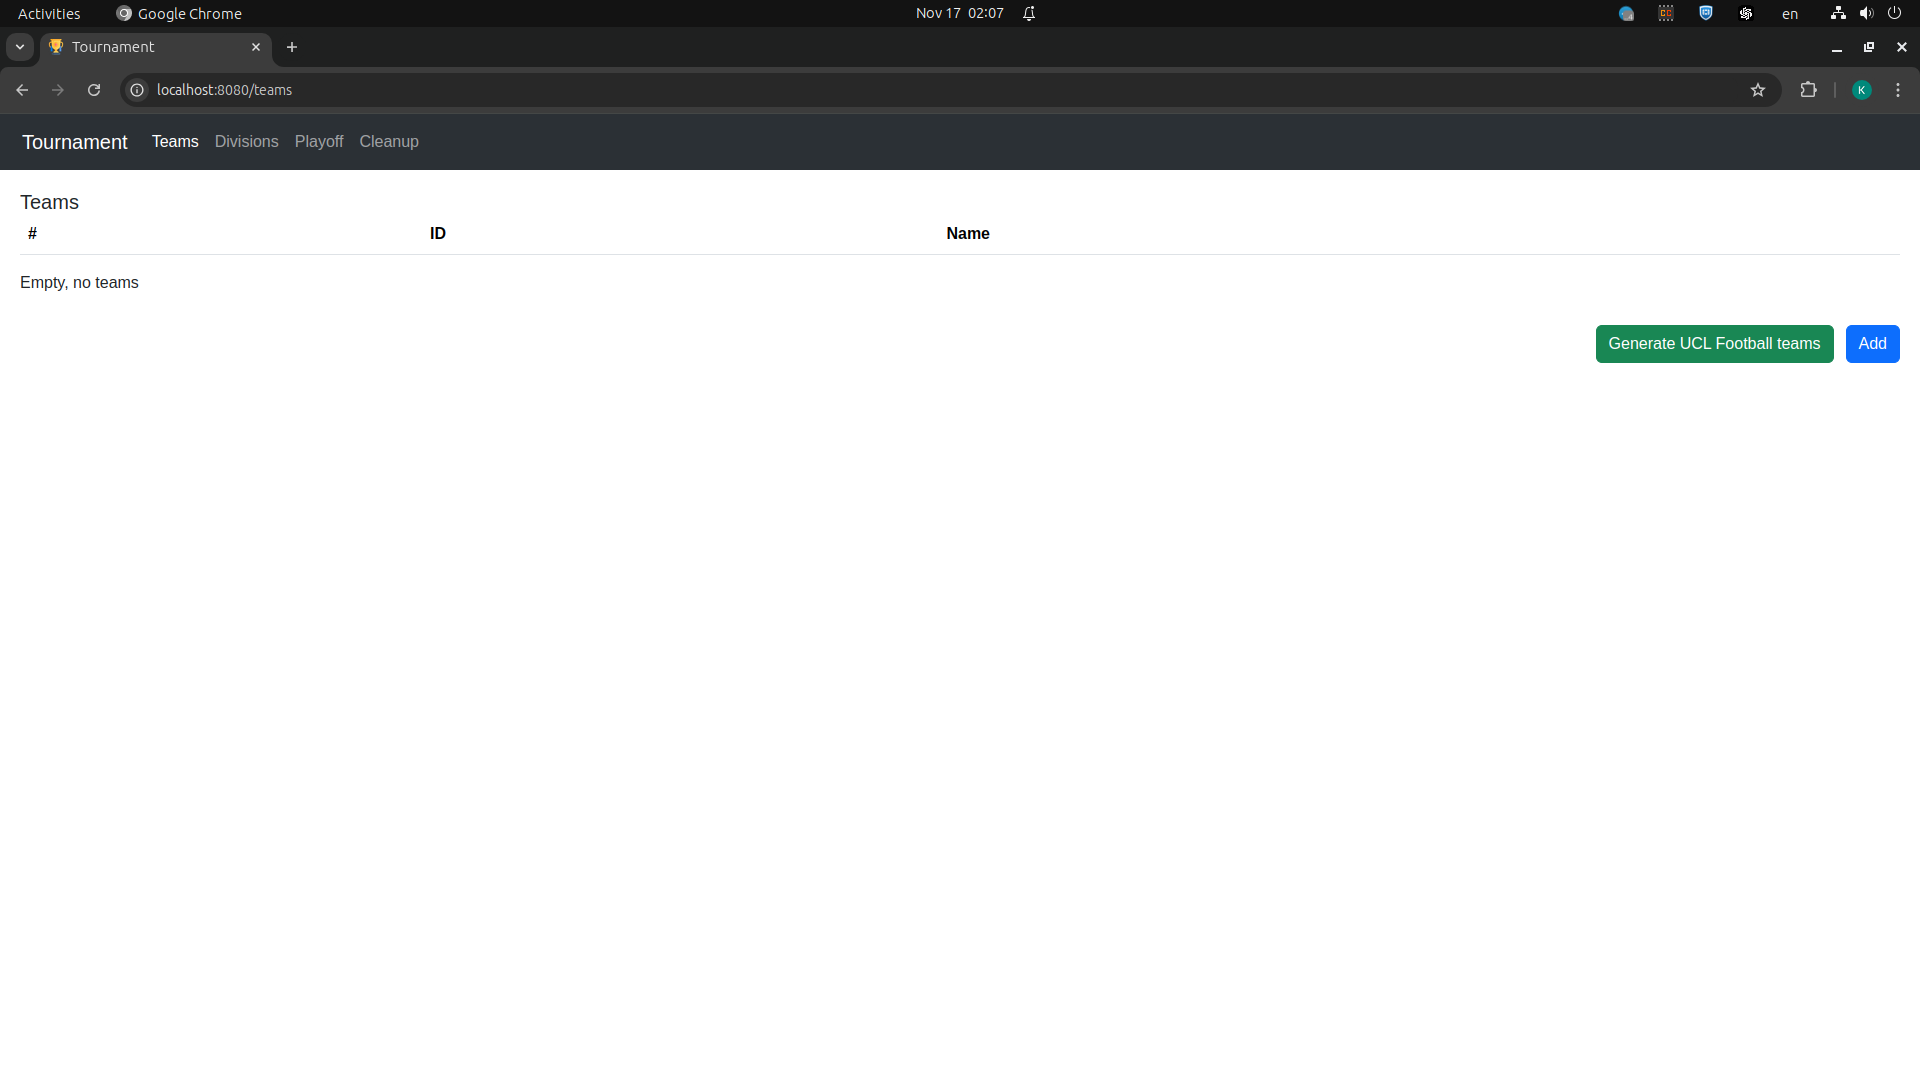 Activities Google Chrome Nov 17 02:07 en
Tournament
localhost:8080/teams K
Tournament Teams Divisions Playoff Cleanup
Teams
# ID Name
Empty, no teams
Generate UCL Football teams Add